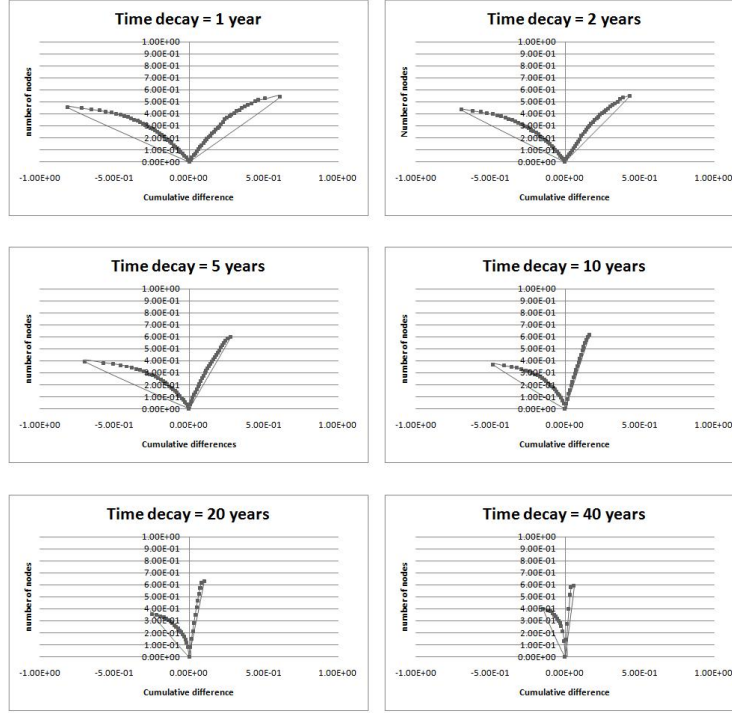 Time decay = 1 year
1.00E+00
9.00E-01
8.00E-01
7.00E-01
6.00E-01
5.00E-01
4.00E-01
3.00E-01
2.00E-01
1.00E-01
0.00E+00
number of nodes
-1.00E+00 -5.00E-01 0.00E+00 5.00E-01 1.00E+00
Cumulative difference
Time decay = 2 years
1.00E+00
9.00E-01
8.00E-01
7.00E-01
6.00E-01
5.00E-01
4.00E-01
3.00E-01
2.00E-01
1.00E-01
0.00E+00
Number of nodes
-1.00E+00 -5.00E-01 0.00E+00 5.00E-01 1.00E+00
Cumulative difference
Time decay = 5 years
1.00E+00
9.00E-01
8.00E-01
7.00E-01
6.00E-01
5.00E-01
4.00E-01
3.00E-01
2.00E-01
1.00E-01
0.00E+00
number of nodes
-1.00E+00 -5.00E-01 0.00E+00 5.00E-01 1.00E+00
Cumulative differences
Time decay = 10 years
1.00E+00
9.00E-01
8.00E-01
7.00E-01
6.00E-01
5.00E-01
4.00E-01
3.00E-01
2.00E-01
1.00E-01
0.00E+00
number of nodes
-1.00E+00 -5.00E-01 0.00E+00 5.00E-01 1.00E+00
Cumulative difference
Time decay = 20 years
1.00E+00
9.00E-01
8.00E-01
7.00E-01
6.00E-01
5.00E-01
4.00E-01
3.00E-01
2.00E-01
1.00E-01
0.00E+00
number of nodes
-1.00E+00 -5.00E-01 0.00E+00 5.00E-01 1.00E+00
Cumulative difference
Time decay = 40 years
1.00E+00
9.00E-01
8.00E-01
7.00E-01
6.00E-01
5.00E-01
4.00E-01
3.00E-01
2.00E-01
1.00E-01
0.00E+00
number of nodes
-1.00E+00 -5.00E-01 0.00E+00 5.00E-01 1.00E+00
Cumulative difference